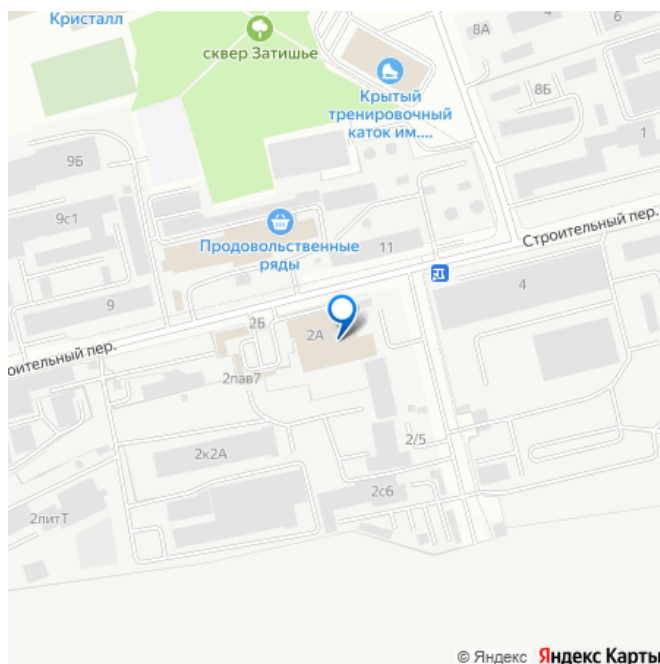 Кристалл
сквер Затишье
8А
4
6
Крытый
тренировочный
каток им....
8Б
1
9Б
9с1
Продовольственные
ряды
11
Строительный пер.
4
9
2Б
2А
роительный пер.
2пав7
2/5
2к2А
2с6
2литТ
© Яндекс Яндекс Карты